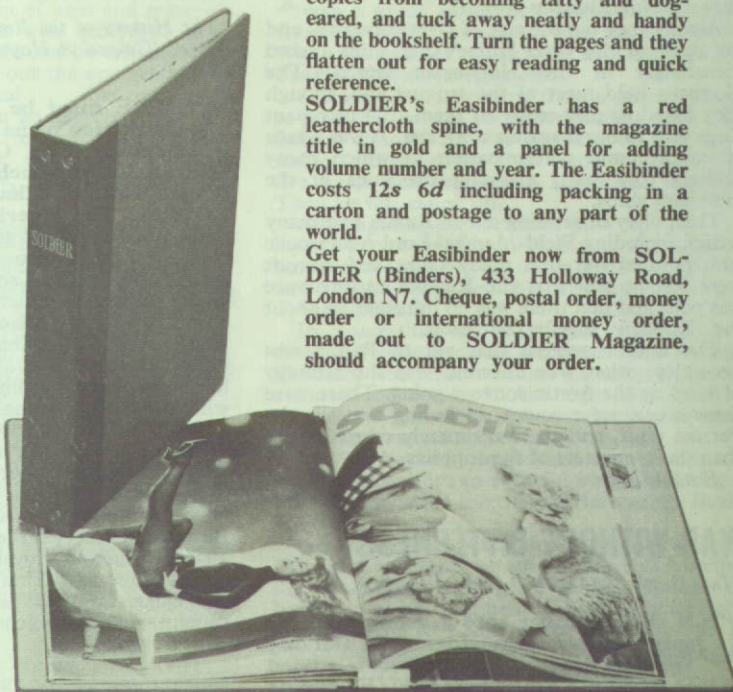 copies from becoming tatty and dog-
eared, and tuck away neatly and handy
on the bookshelf. Turn the pages and they
flatten out for easy reading and quick
reference.
SOLDIER's Easibinder has a red
leathercloth spine, with the magazine
title in gold and a panel for adding
volume number and year. The Easibinder
costs 12s 6d including packing in a
carton and postage to any part of the
world.
Get your Easibinder now from SOL-
DIER (Binders), 433 Holloway Road,
London N7. Cheque, postal order, money
order or international money order,
made out to SOLDIER Magazine,
should accompany your order.
SOLDIER
SOLDIER